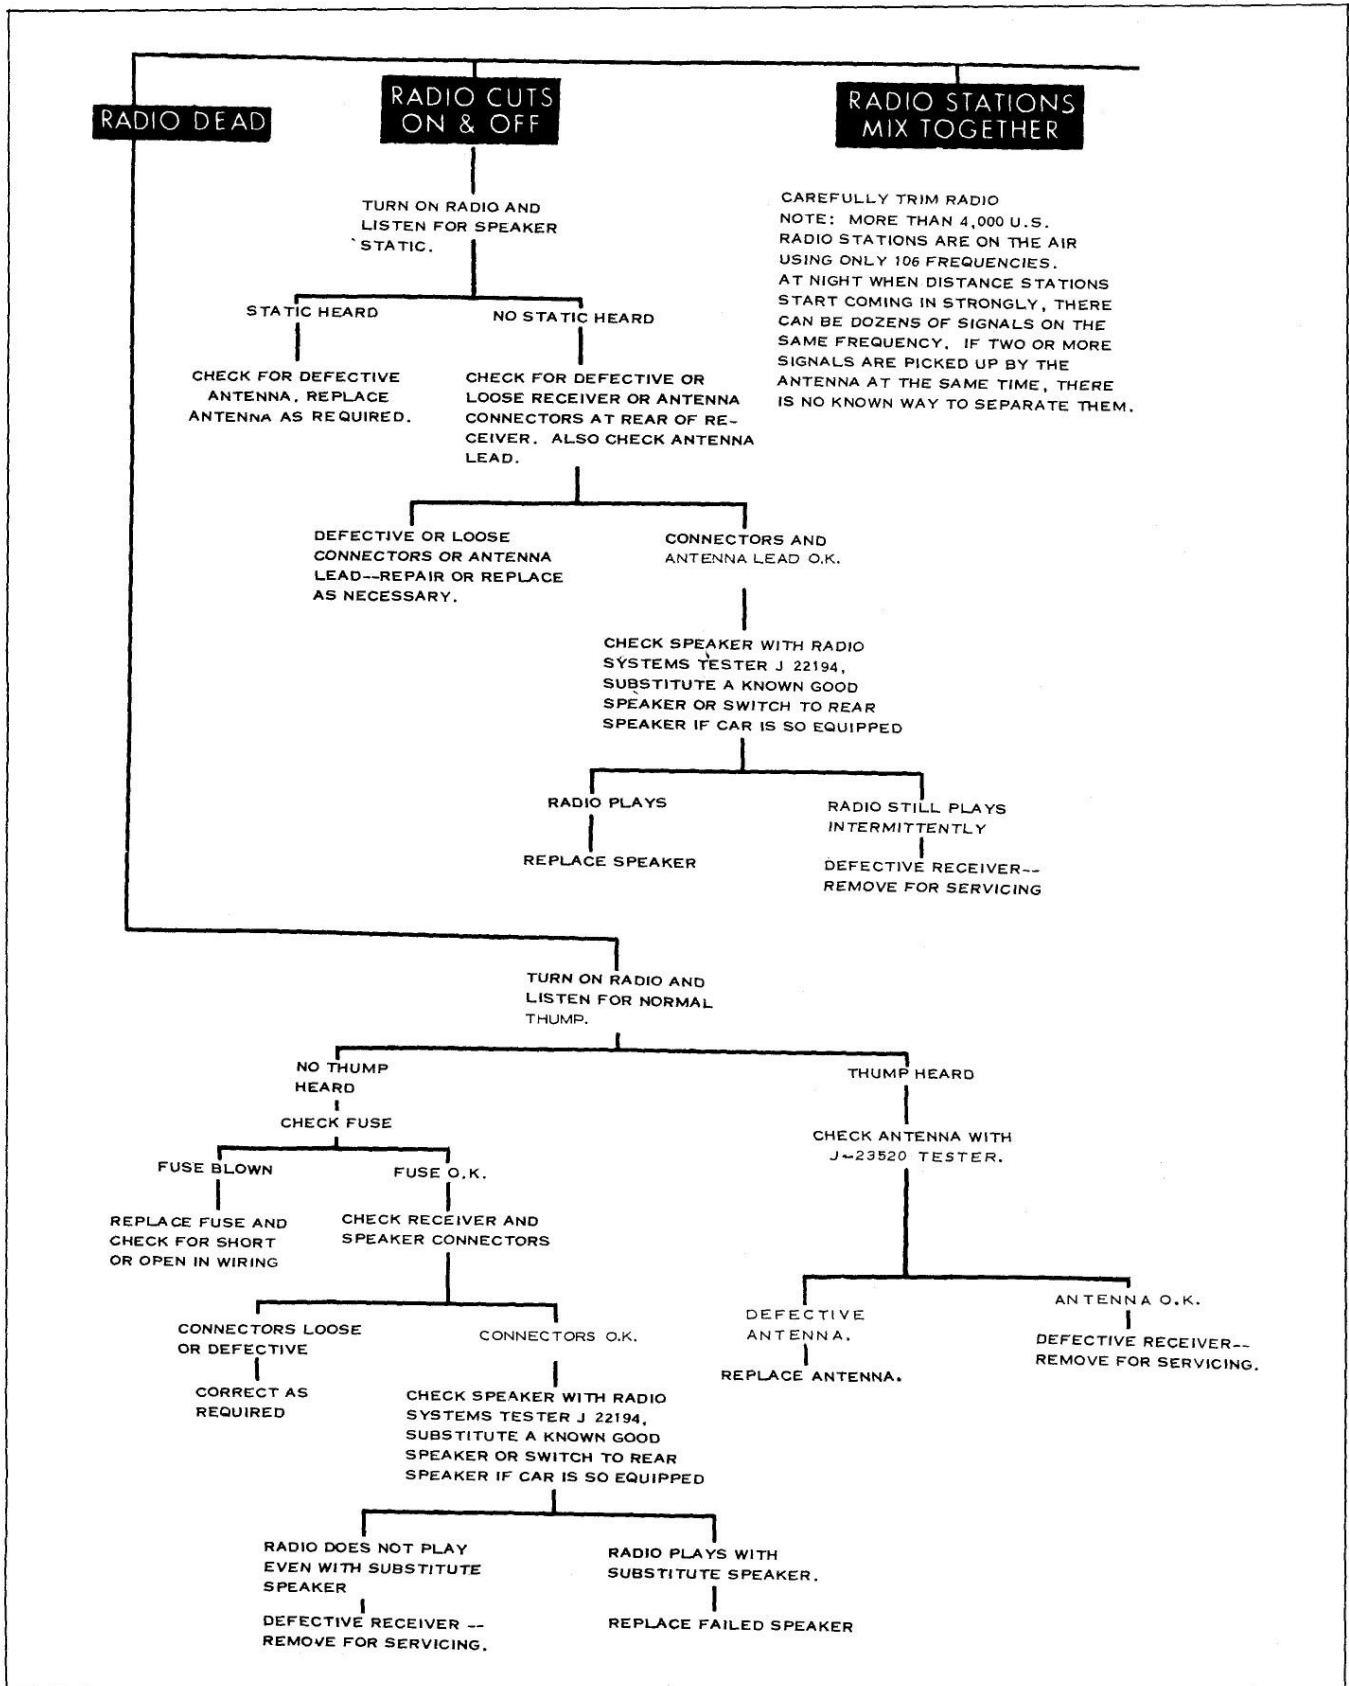 RADIO DEAD
RADIO CUTS
ON & OFF
RADIO STATIONS
MIX TOGETHER
TURN ON RADIO AND
LISTEN FOR SPEAKER
STATIC.
STATIC HEARD
NO STATIC HEARD
CHECK FOR DEFECTIVE
ANTENNA, REPLACE
ANTENNA AS REQUIRED.
CHECK FOR DEFECTIVE OR
LOOSE RECEIVER OR ANTENNA
CONNECTORS AT REAR OF RE-
CEIVER. ALSO CHECK ANTENNA
LEAD.
CAREFULLY TRIM RADIO
NOTE: MORE THAN 4,000 U.S.
RADIO STATIONS ARE ON THE AIR
USING ONLY 106 FREQUENCIES.
AT NIGHT WHEN DISTANCE STATIONS
START COMING IN STRONGLY, THERE
CAN BE DOZENS OF SIGNALS ON THE
SAME FREQUENCY. IF TWO OR MORE
SIGNALS ARE PICKED UP BY THE
ANTENNA AT THE SAME TIME, THERE
IS NO KNOWN WAY TO SEPARATE THEM.
DEFECTIVE OR LOOSE
CONNECTORS OR ANTENNA
LEAD--REPAIR OR REPLACE
AS NECESSARY.
CONNECTORS AND
ANTENNA LEAD O.K.
CHECK SPEAKER WITH RADIO
SYSTEMS TESTER J 22194,
SUBSTITUTE A KNOWN GOOD
SPEAKER OR SWITCH TO REAR
SPEAKER IF CAR IS SO EQUIPPED
RADIO PLAYS
REPLACE SPEAKER
RADIO STILL PLAYS
INTERMITTENTLY
DEFECTIVE RECEIVER--
REMOVE FOR SERVICING
TURN ON RADIO AND
LISTEN FOR NORMAL
THUMP.
NO THUMP
HEARD
THUMP HEARD
CHECK FUSE
CHECK ANTENNA WITH
J-23520 TESTER.
FUSE BLOWN
FUSE O.K.
REPLACE FUSE AND
CHECK FOR SHORT
OR OPEN IN WIRING
CHECK RECEIVER AND
SPEAKER CONNECTORS
CONNECTORS LOOSE
OR DEFECTIVE
CONNECTORS O.K.
DEFECTIVE
ANTENNA.
ANTENNA O.K.
REPLACE ANTENNA.
DEFECTIVE RECEIVER--
REMOVE FOR SERVICING.
CORRECT AS
REQUIRED
CHECK SPEAKER WITH RADIO
SYSTEMS TESTER J 22194,
SUBSTITUTE A KNOWN GOOD
SPEAKER OR SWITCH TO REAR
SPEAKER IF CAR IS SO EQUIPPED
RADIO DOES NOT PLAY
EVEN WITH SUBSTITUTE
SPEAKER
RADIO PLAYS WITH
SUBSTITUTE SPEAKER.
DEFECTIVE RECEIVER --
REMOVE FOR SERVICING.
REPLACE FAILED SPEAKER